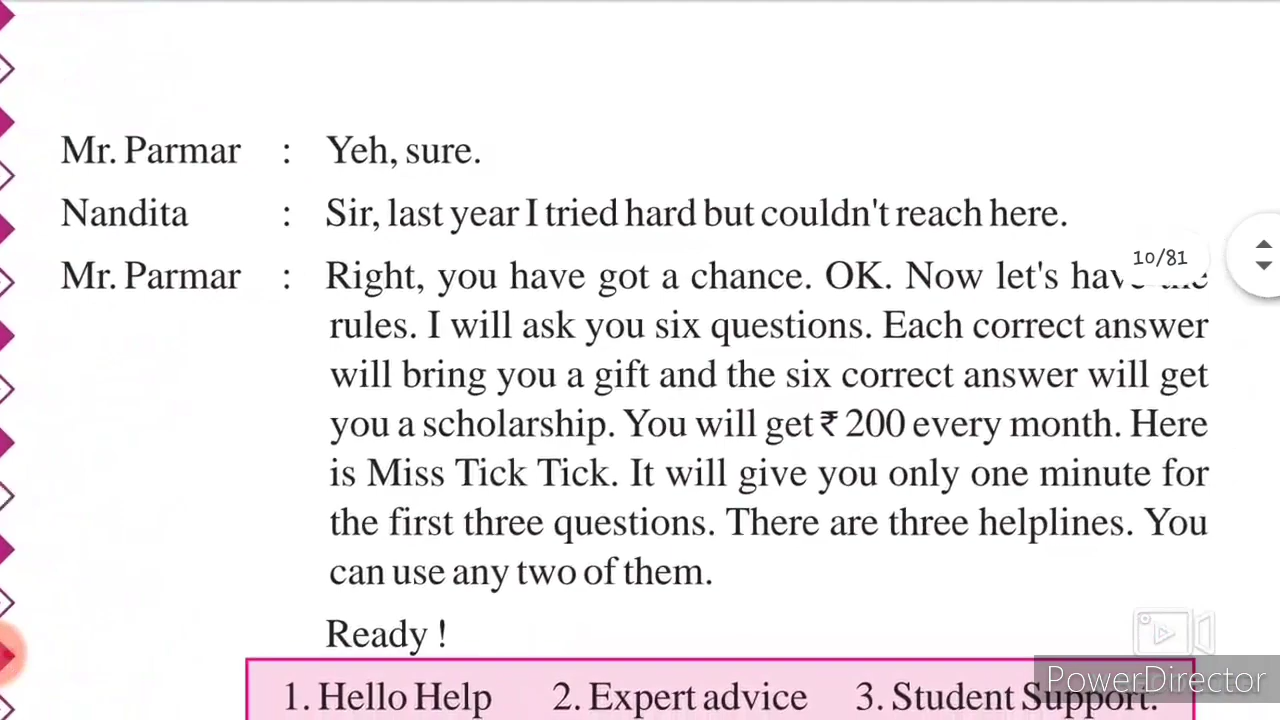 Mr. Parmar : Yeh, sure.
Nandita : Sir, last year I tried hard but couldn't reach here.
Mr. Parmar : Right, you have got a chance. OK. Now let's have the
10/81
rules. I will ask you six questions. Each correct answer
will bring you a gift and the six correct answer will get
you a scholarship. You will get ₹ 200 every month. Here
is Miss Tick Tick. It will give you only one minute for
the first three questions. There are three helplines. You
can use any two of them.
Ready !
1. Hello Help 2. Expert advice 3. Student Support.
PowerDirector